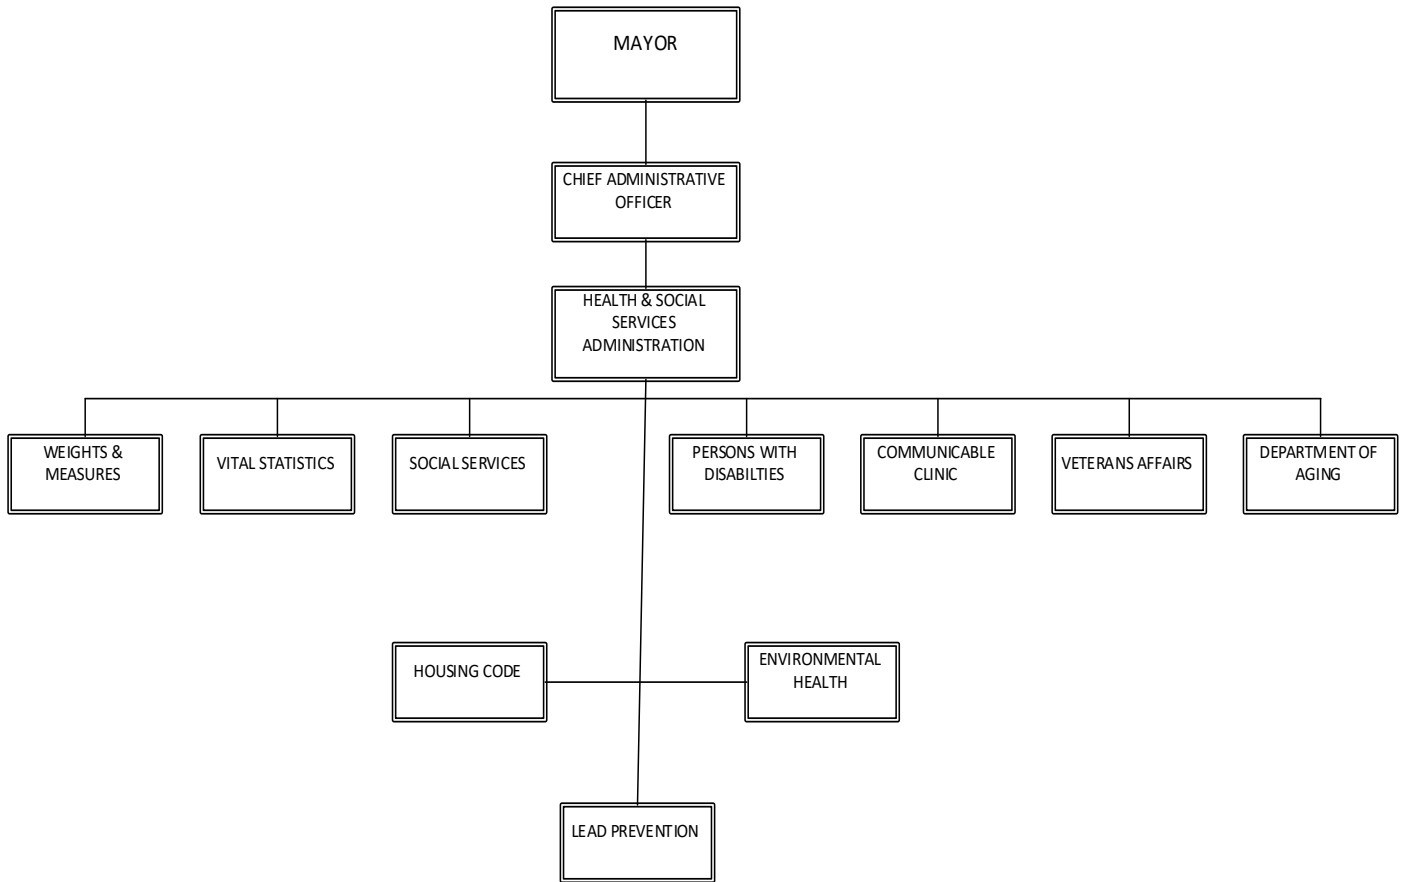 MAYOR
CHIEF ADMINISTRATIVE
OFFICER
HEALTH & SOCIAL
SERVICES
ADMINISTRATION
WEIGHTS &
MEASURES
VITAL STATISTICS
SOCIAL SERVICES
PERSONS WITH
DISABILTIES
COMMUNICABLE
CLINIC
VETERANS AFFAIRS
DEPARTMENT OF
AGING
HOUSING CODE
ENVIRONMENTAL
HEALTH
LEAD PREVENTION